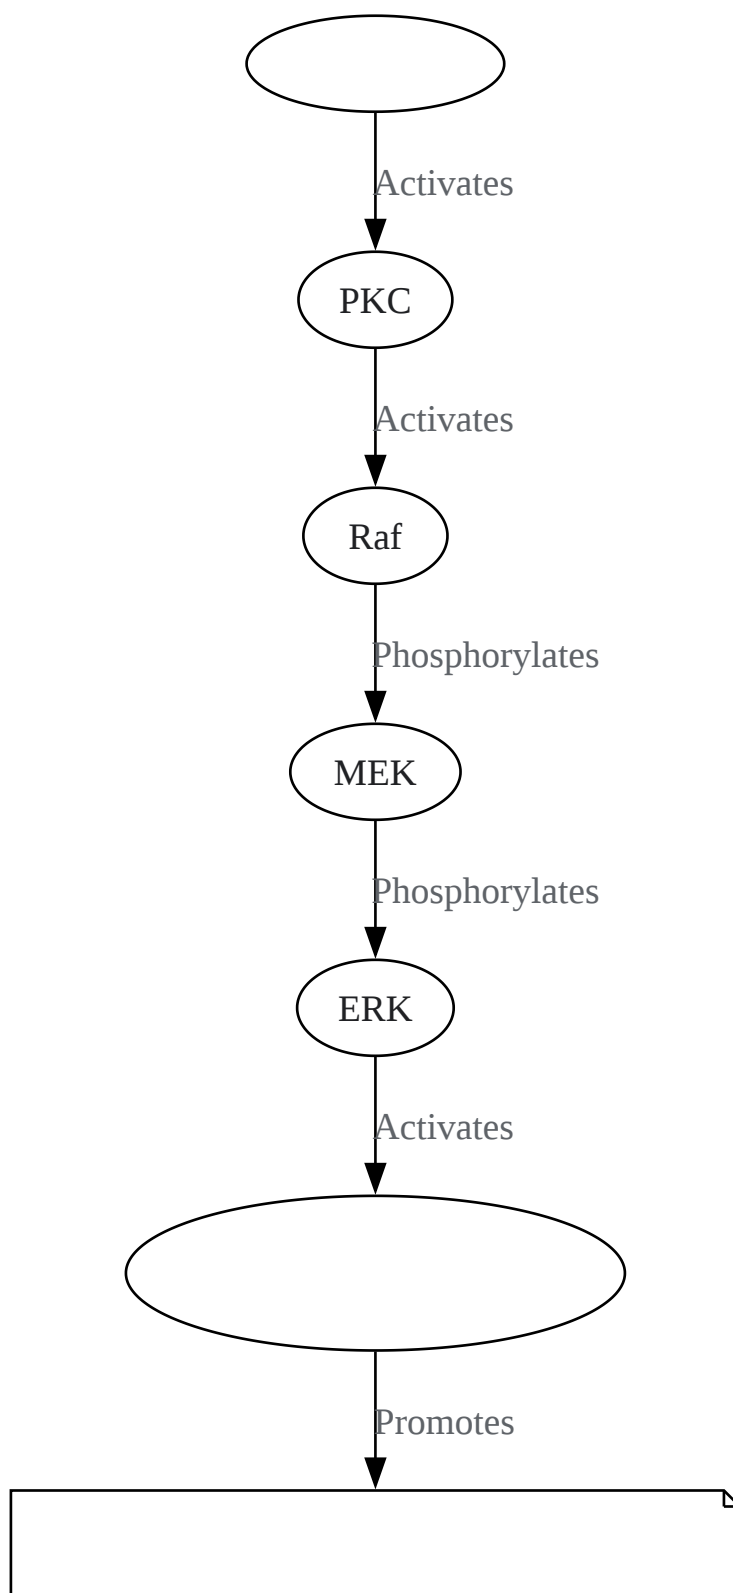 Activates
PKC
Activates
Raf
Phosphorylates
MEK
Phosphorylates
ERK
Activates
Promotes